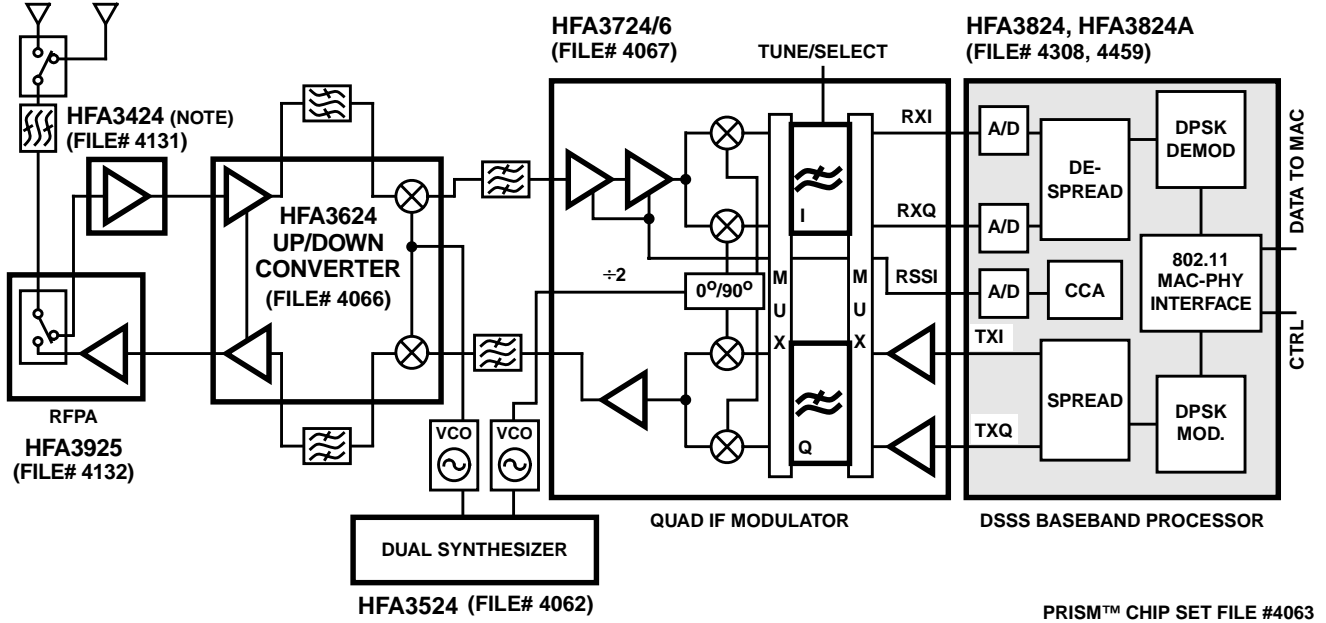 HFA3424 (NOTE)
(FILE# 4131)
HFA3624
UP/DOWN
CONVERTER
(FILE# 4066)
RFPA
HFA3925
(FILE# 4132)
VCO
VCO
DUAL SYNTHESIZER
HFA3524 (FILE# 4062)
HFA3724/6
(FILE# 4067)
TUNE/SELECT
I
÷2
0º/90º
M
U
X
M
U
X
Q
QUAD IF MODULATOR
RXI
RXQ
RSSI
TXI
TXQ
HFA3824, HFA3824A
(FILE# 4308, 4459)
A/D
A/D
A/D
DE-
SPREAD
CCA
DPSK
DEMOD
802.11
MAC-PHY
INTERFACE
SPREAD
DPSK
MOD.
DATA TO MAC
CTRL
DSSS BASEBAND PROCESSOR
PRISM™ CHIP SET FILE #4063